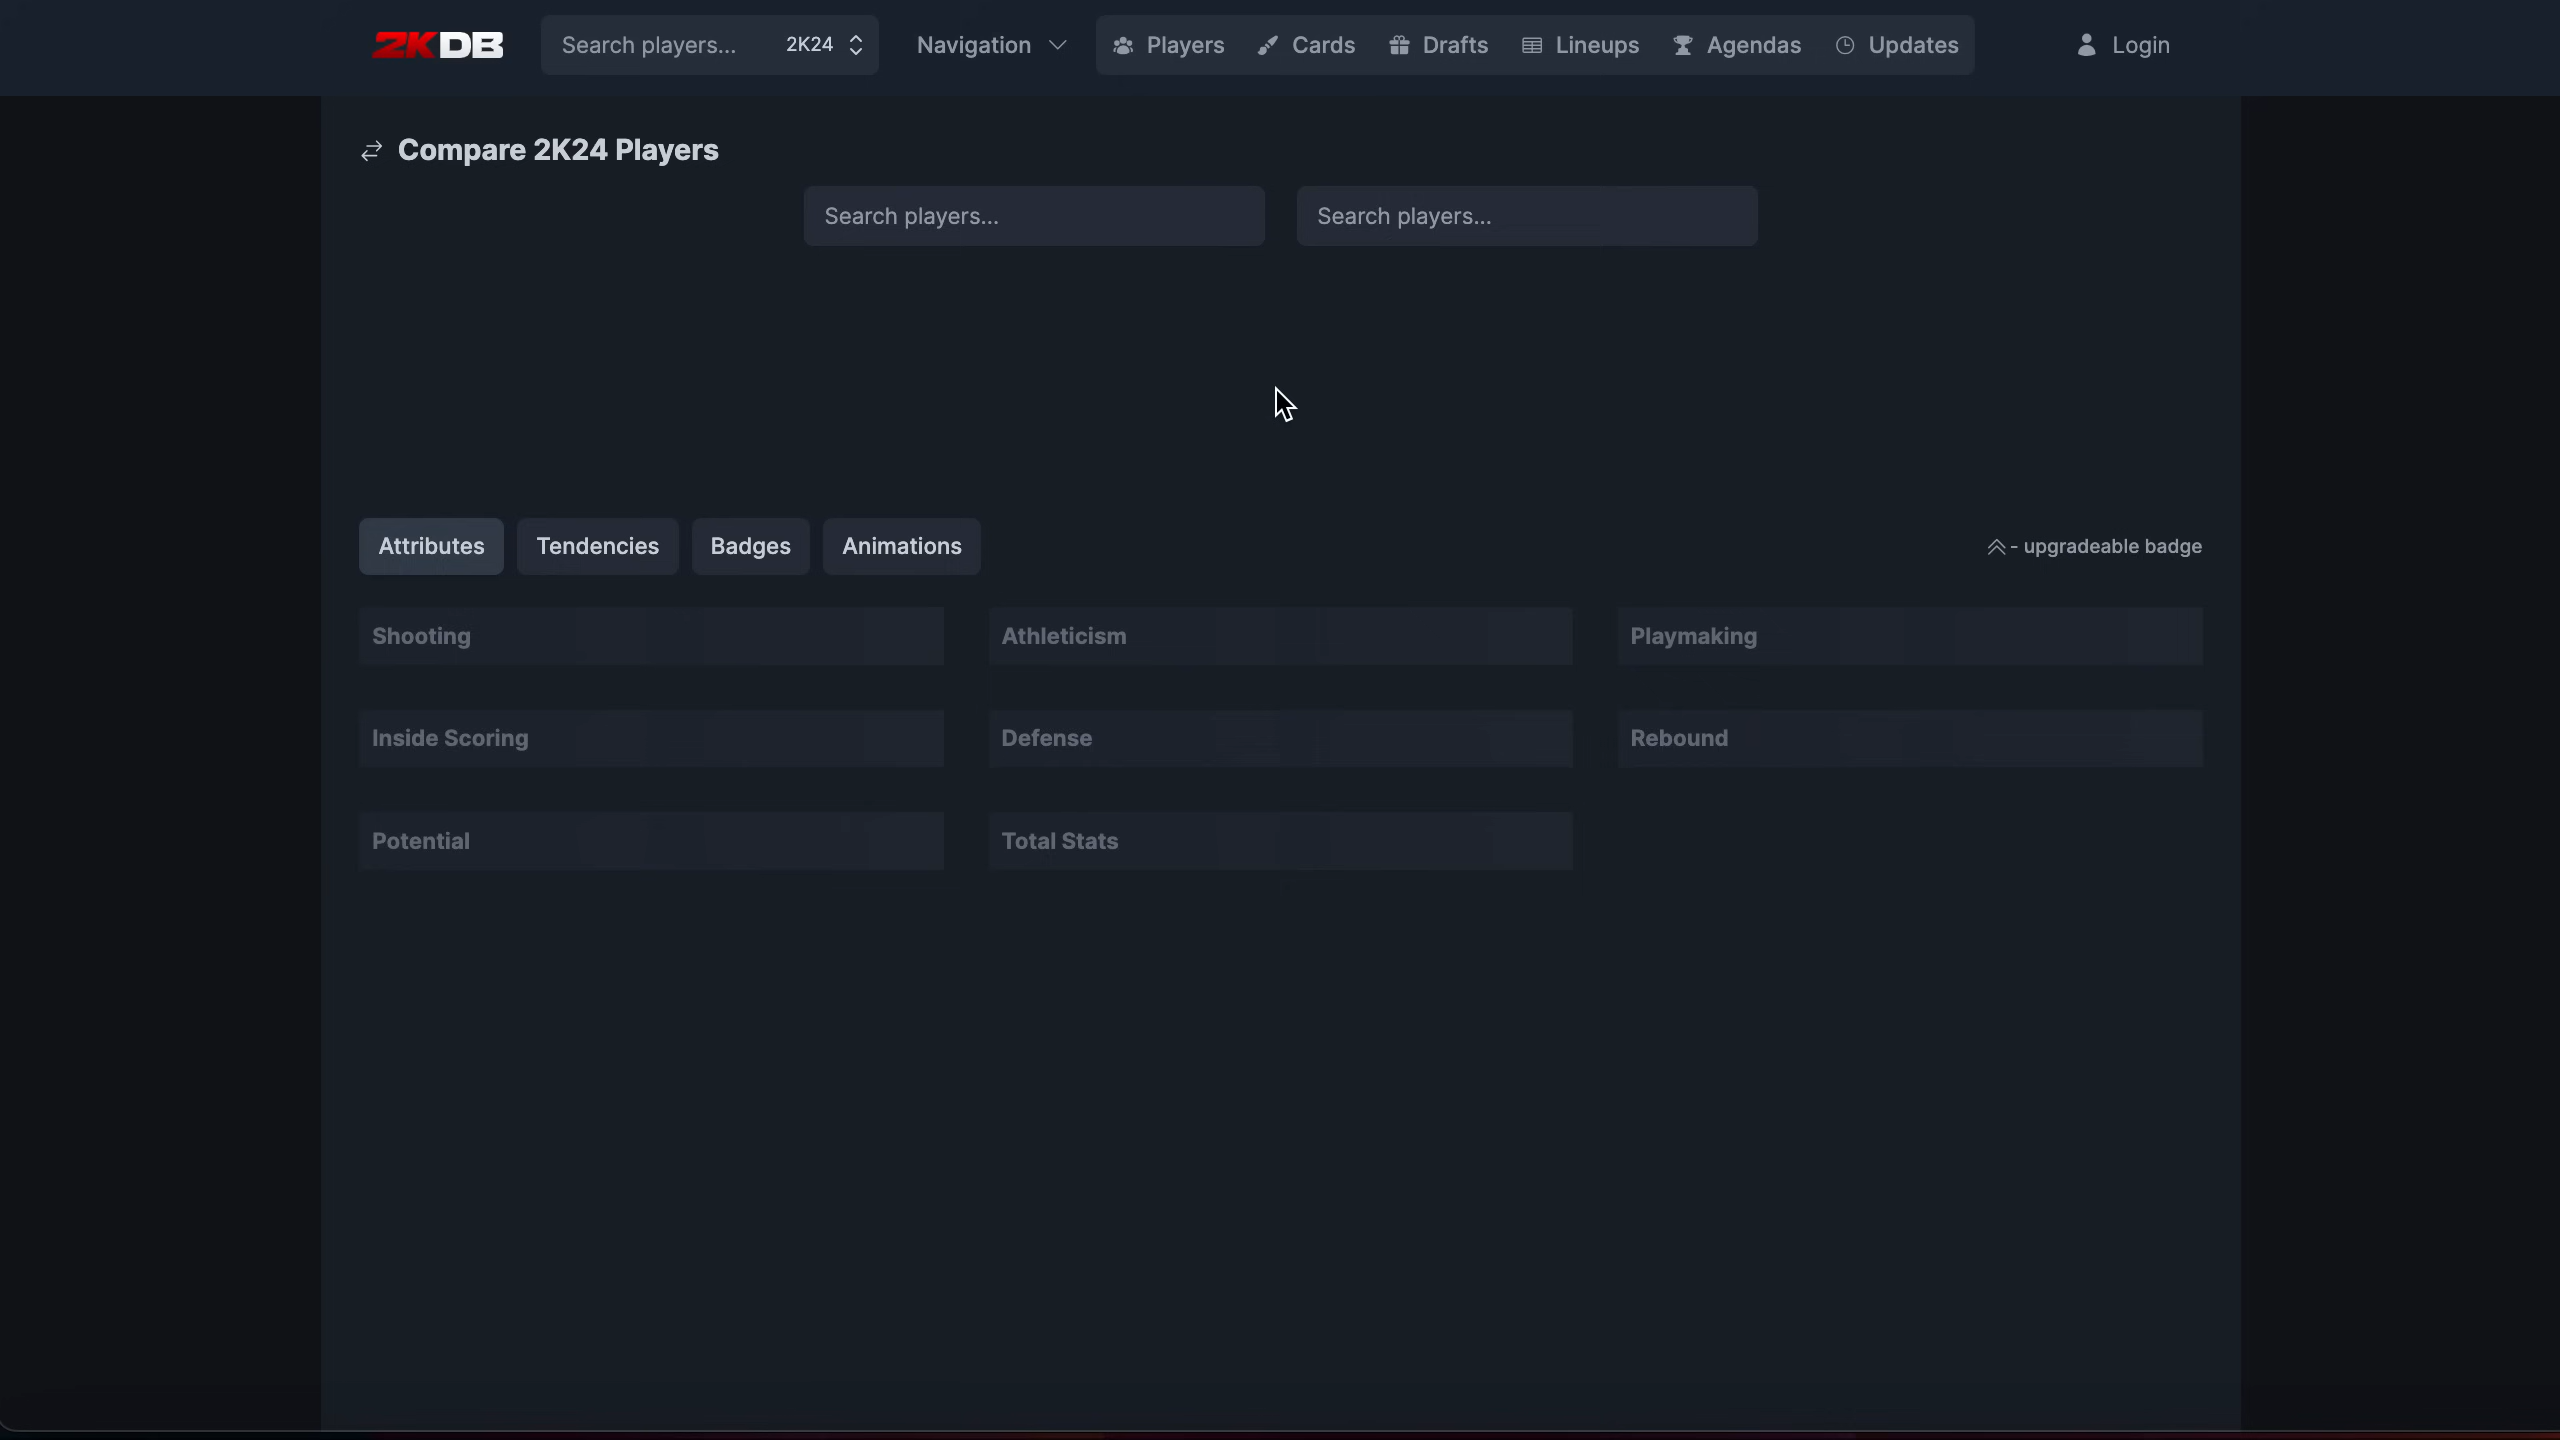 2KDB Search players... 2K24 Navigation Players Cards Drafts Lineups Agendas Updates Login
Compare 2K24 Players
Search players... Search players...
Attributes Tendencies Badges Animations - upgradeable badge
Shooting Athleticism Playmaking
Inside Scoring Defense Rebound
Potential Total Stats